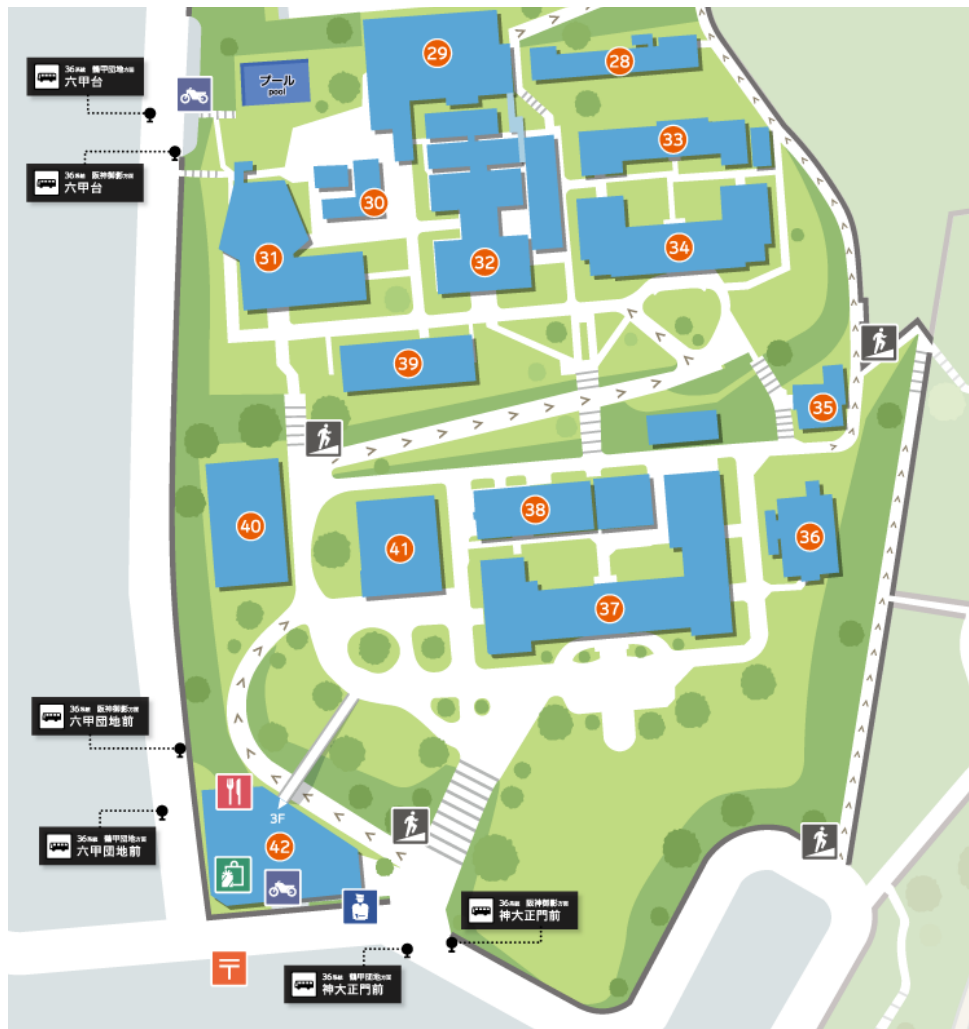 29
28
36系統 鶴甲団地方面
六甲台
プール
pool
33
36系統 阪神御影方面
六甲台
30
34
31
32
39
35
38
40
36
41
37
36系統 阪神御影方面
六甲団地前
3F
36系統 鶴甲団地方面
六甲団地前
42
36系統 阪神御影方面
神大正門前
〒
36系統 鶴甲団地方面
神大正門前